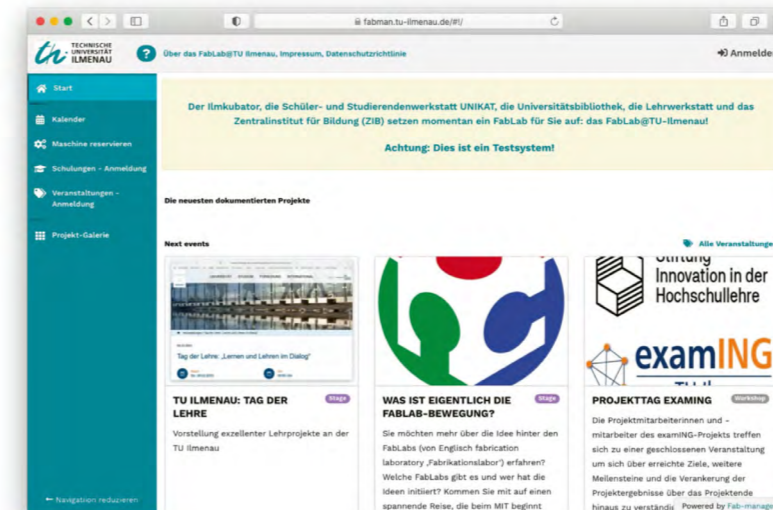 fabman.tu-ilmenau.de/#!/
TECHNISCHE
UNIVERSITÄT
ILMENAU
? Über das FabLab@TU Ilmenau, Impressum, Datenschutzrichtlinie
Anmelde
Start
Kalender
Maschine reservieren
Schulungen - Anmeldung
Veranstaltungen -
Anmeldung
Projekt-Galerie
← Navigation reduzieren
Der Ilmkubator, die Schüler- und Studierendenwerkstatt UNIKAT, die Universitätsbibliothek, die Lehrwerkstatt und das
Zentralinstitut für Bildung (ZIB) setzen momentan ein FabLab für Sie auf: das FabLab@TU-Ilmenau!
Achtung: Dies ist ein Testsystem!
Die neuesten dokumentierten Projekte
Next events
Alle Veranstaltunge
Tag der Lehre: „Lernen und Lehren im Dialog"
TU ILMENAU: TAG DER
LEHRE
Stage
Vorstellung exzellenter Lehrprojekte an der
TU Ilmenau
WAS IST EIGENTLICH DIE
FABLAB-BEWEGUNG?
Stage
Sie möchten mehr über die Idee hinter den
FabLabs (von Englisch fabrication
laboratory ‚Fabrikationslabor') erfahren?
Welche FabLabs gibt es und wer hat die
Ideen initiiert? Kommen Sie mit auf einen
spannende Reise, die beim MIT beginnt
Stiftung
Innovation in der
Hochschullehre
examING
PROJEKTTAG EXAMING
Workshop
Die Projektmitarbeiterinnen und -
mitarbeiter des examING-Projekts treffen
sich zu einer geschlossenen Veranstaltung
um sich über erreichte Ziele, weitere
Meilensteine und die Verankerung der
Projektergebnisse über das Projektende
hinaus zu verständi
Powered by Fab-manage